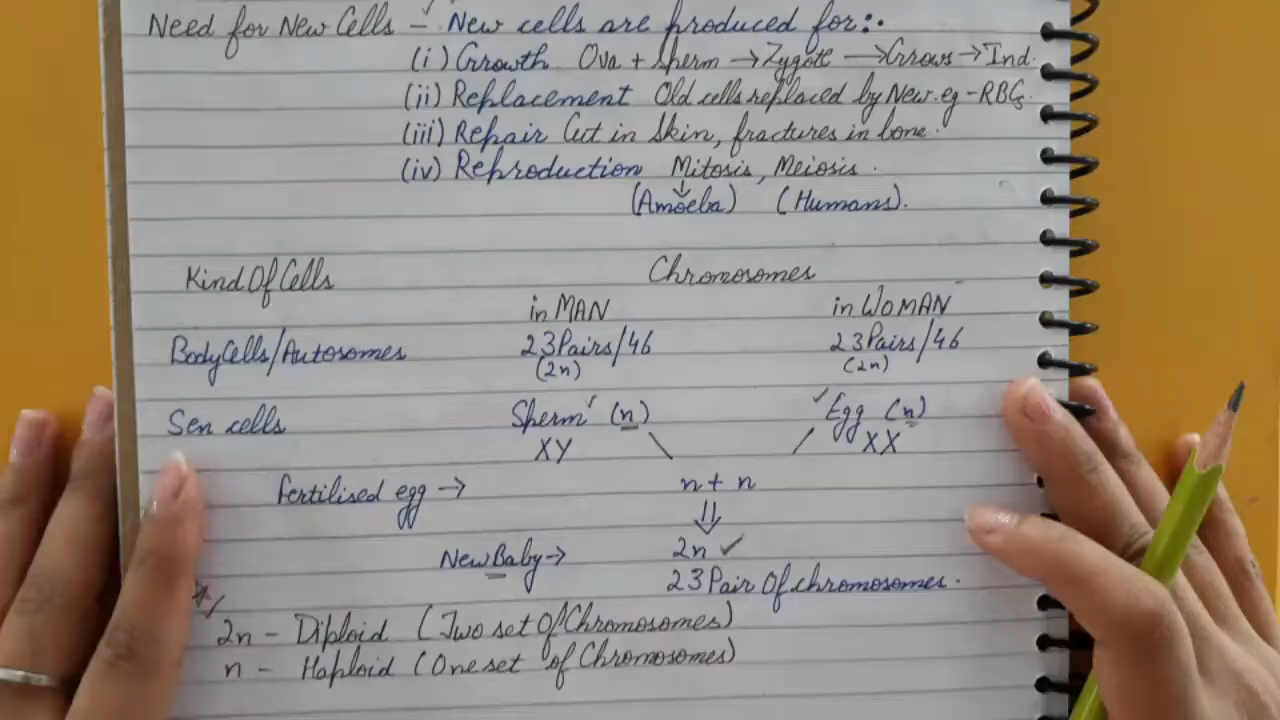 Need for New Cells - New cells are produced for:-
(i) Growth Ova + Sperm → Zygote → Grows → Ind.
(ii) Replacement Old cells replaced by New. eg - RBCs.
(iii) Repair Cut in Skin, fractures in bone.
(iv) Reproduction Mitosis, Meiosis.
(Amoeba) (Humans).
Kind Of Cells Chromosomes
in MAN in WOMAN
Body Cells/Autosomes 23 Pairs/46 23 Pairs/46
(2n) (2n)
Sex cells Sperm (n) Egg (n)
XY XX
Fertilised egg → n + n
New Baby → 2n ✓
23 Pair Of chromosomes.
2n - Diploid (Two set Of Chromosomes)
n - Haploid (One set of Chromosomes)